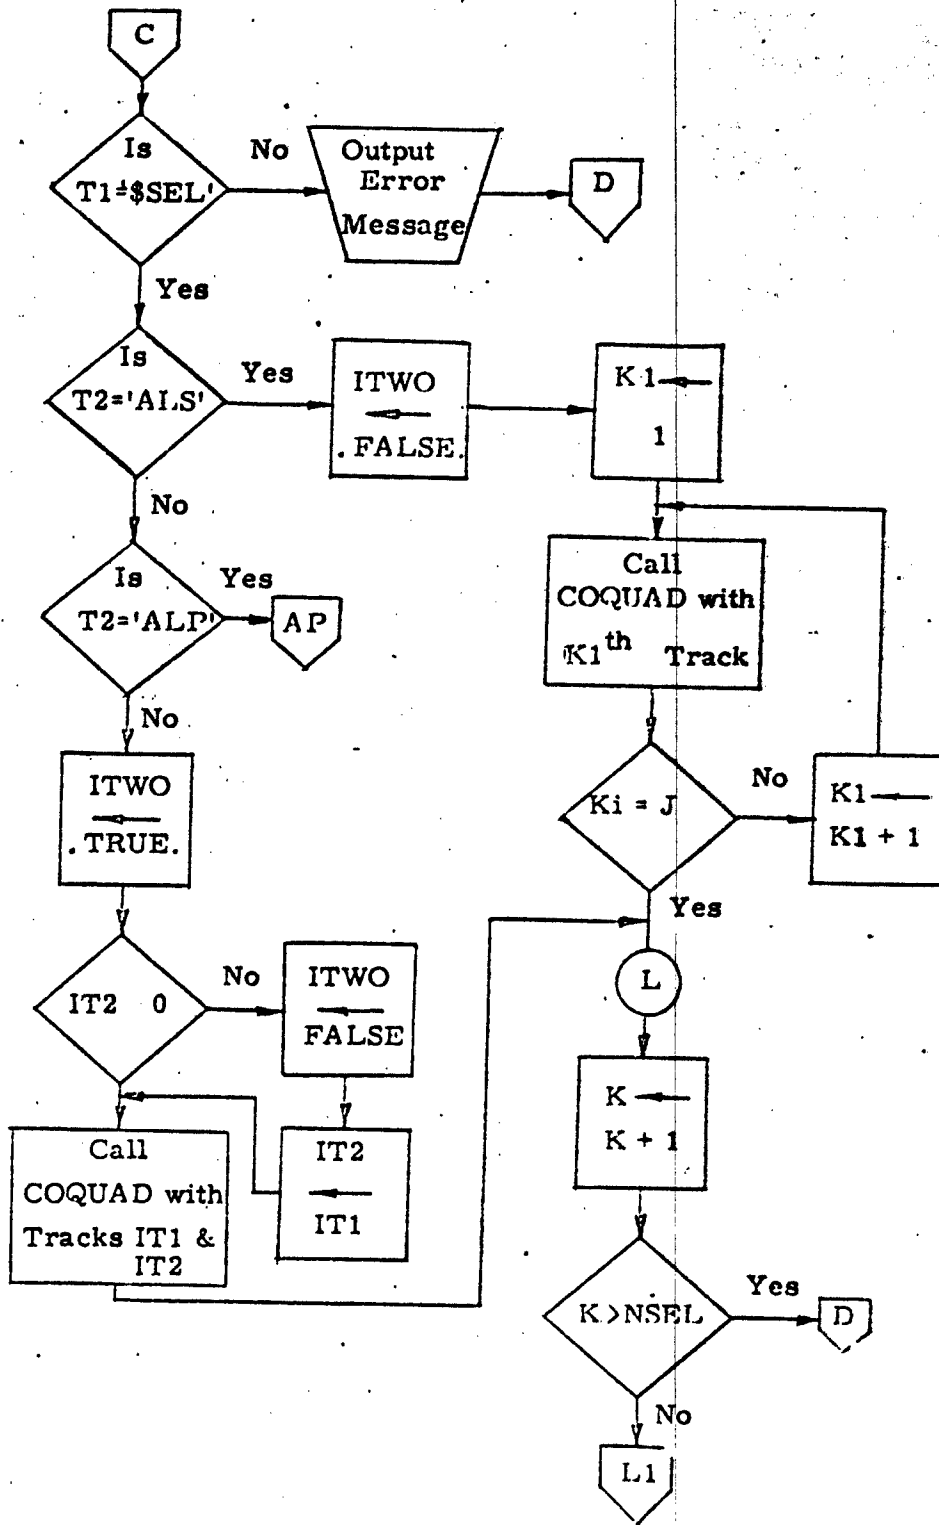 C
Is
T1='$SEL'
No
Output
Error
Message
D
Yes
Is
T2='ALS'
Yes
ITWO
.FALSE.
K1
1
No
Is
T2='ALP'
Yes
AP
Call
COQUAD with
K1th Track
No
ITWO
.TRUE.
Ki = J
No
K1
K1 + 1
Yes
IT2 0
No
ITWO
FALSE
L
K
K + 1
Call
COQUAD with
Tracks IT1 &
IT2
IT2
IT1
K>NSEL
Yes
D
No
L1